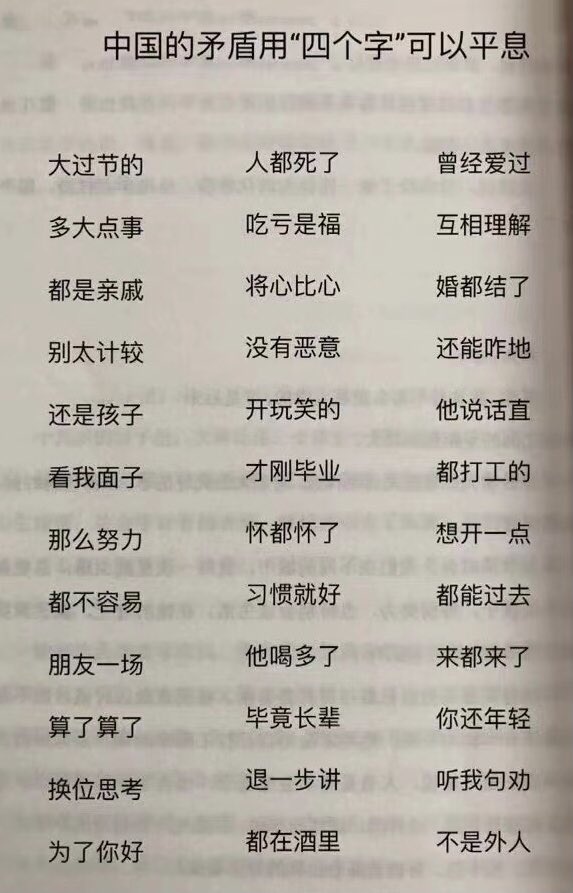 中国的矛盾用“四个字”可以平息
大过节的 人都死了 曾经爱过
多大点事 吃亏是福 互相理解
都是亲戚 将心比心 婚都结了
别太计较 没有恶意 还能咋地
还是孩子 开玩笑的 他说话直
看我面子 才刚毕业 都打工的
那么努力 怀都怀了 想开一点
都不容易 习惯就好 都能过去
朋友一场 他喝多了 来都来了
算了算了 毕竟长辈 你还年轻
换位思考 退一步讲 听我句劝
为了你好 都在酒里 不是外人